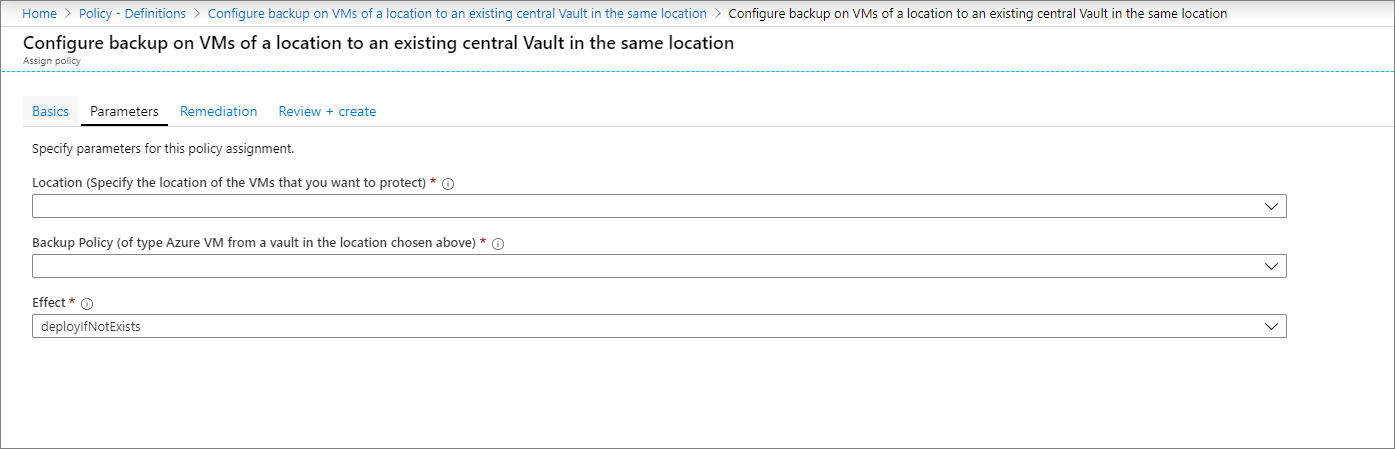 Home > Policy - Definitions > Configure backup on VMs of a location to an existing central Vault in the same location > Configure backup on VMs of a location to an existing central Vault in the same location
Configure backup on VMs of a location to an existing central Vault in the same location
Assign policy
Basics Parameters Remediation Review + create
Specify parameters for this policy assignment.
Location (Specify the location of the VMs that you want to protect) *
Backup Policy (of type Azure VM from a vault in the location chosen above) *
Effect *
deployIfNotExists